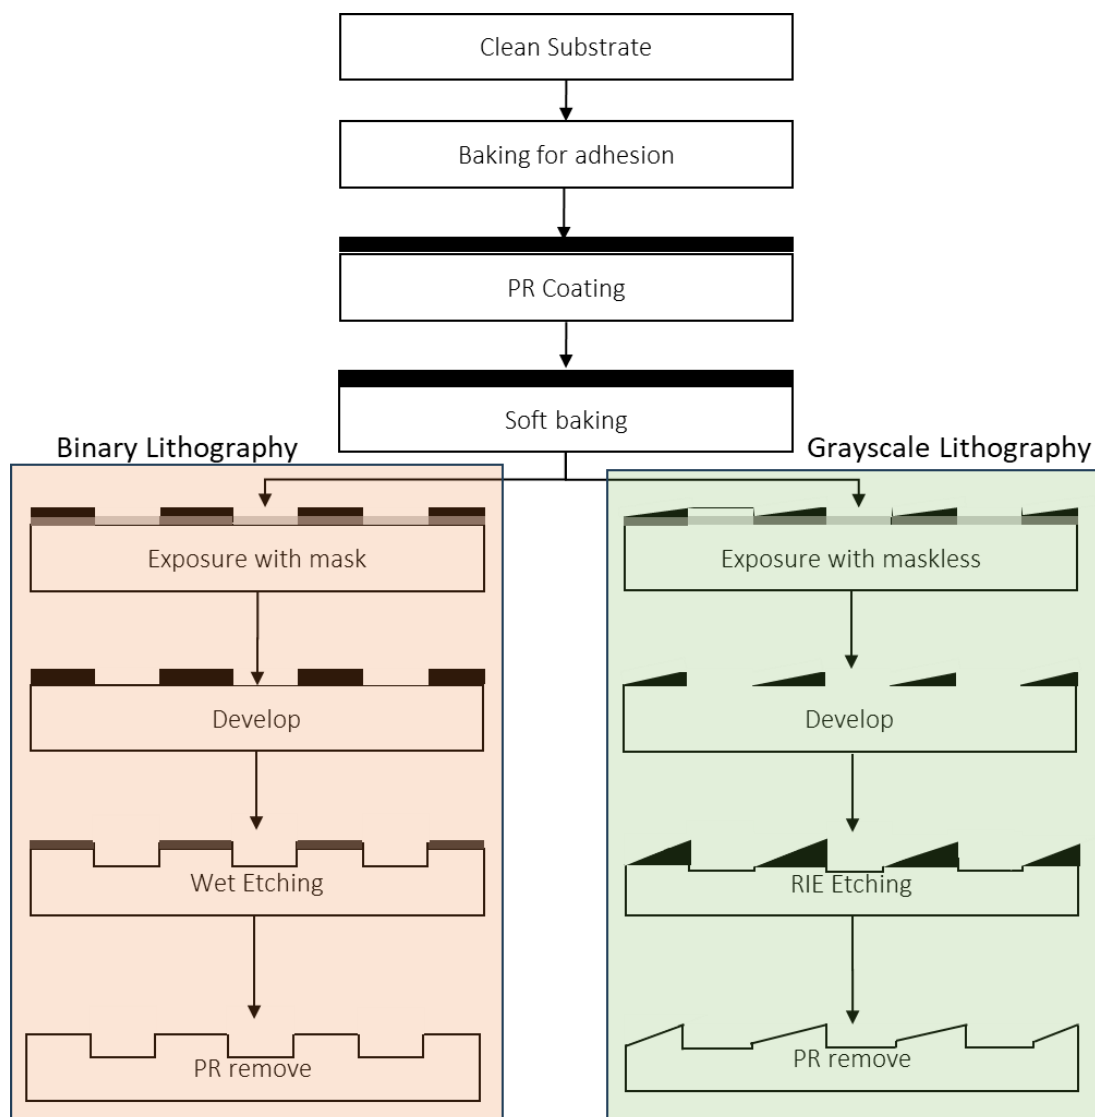 Clean Substrate
Baking for adhesion
PR Coating
Soft baking
Binary Lithography
Exposure with mask
Develop
Wet Etching
PR remove
Grayscale Lithography
Exposure with maskless
Develop
RIE Etching
PR remove